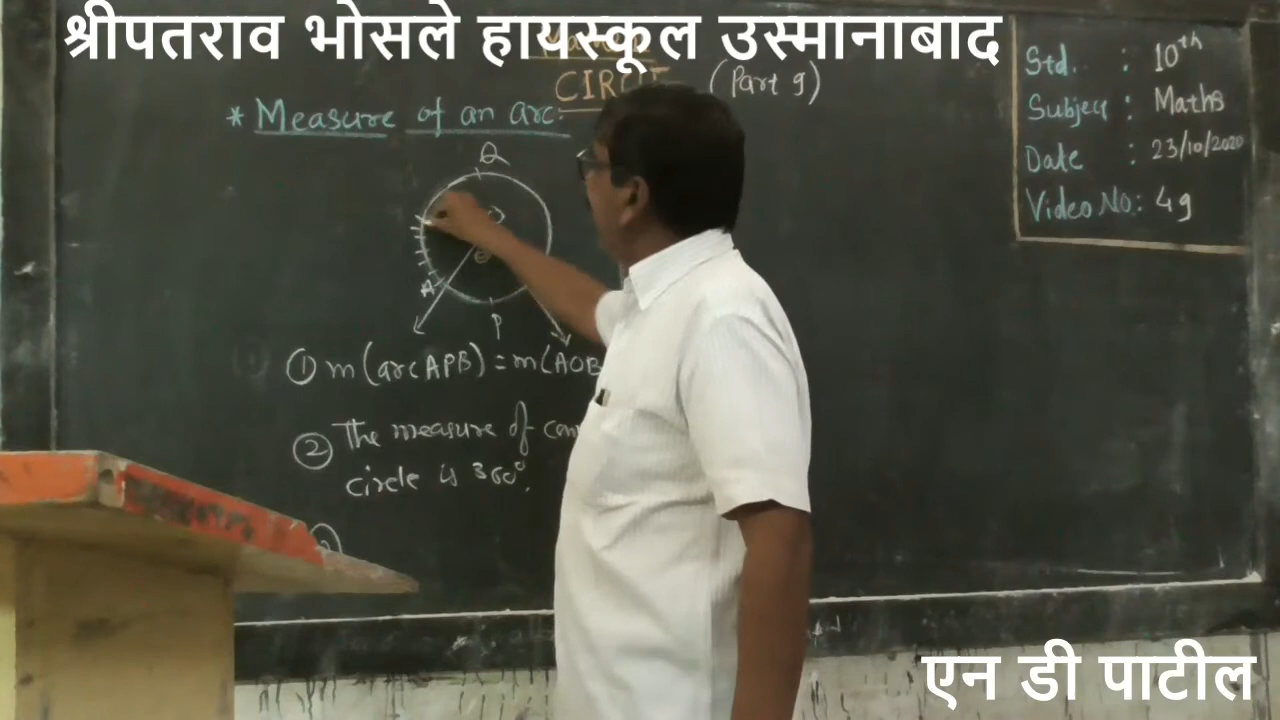 श्रीपतराव भोसले हायस्कूल उस्मानाबाद
(Part 9)
* Measure of an arc:
Std. : 10th
Subject : Maths
Date : 23/10/2020
Video No: 49
Q
A
P
① m(arc APB) = m(AOB
② The measure of
circle is 360°.
एन डी पाटील